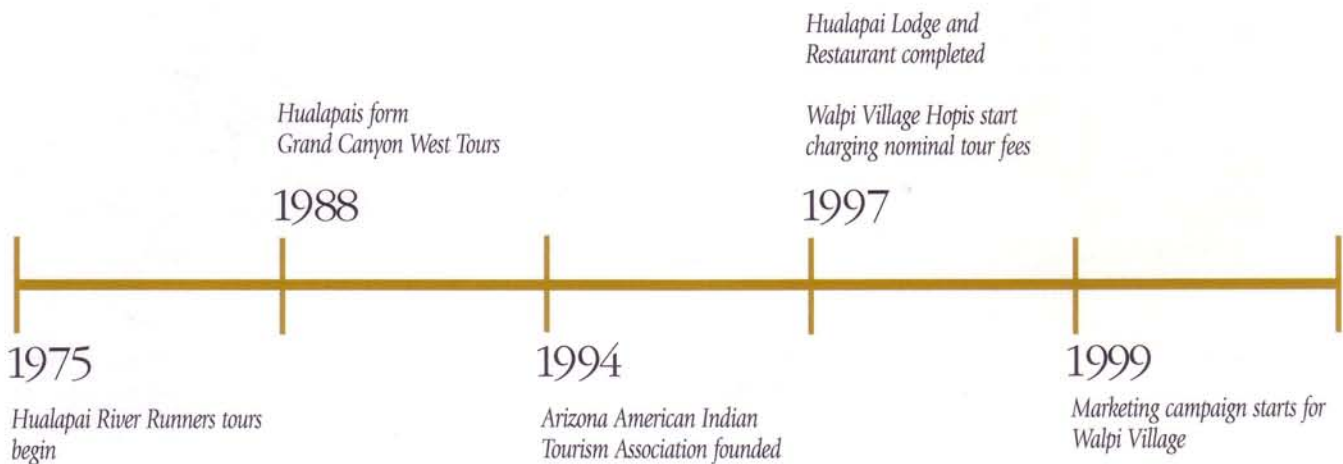 1975
Hualapai River Runners tours
begin
Hualapais form
Grand Canyon West Tours
1988
1994
Arizona American Indian
Tourism Association founded
Hualapai Lodge and
Restaurant completed
Walpi Village Hopis start
charging nominal tour fees
1997
1999
Marketing campaign starts for
Walpi Village